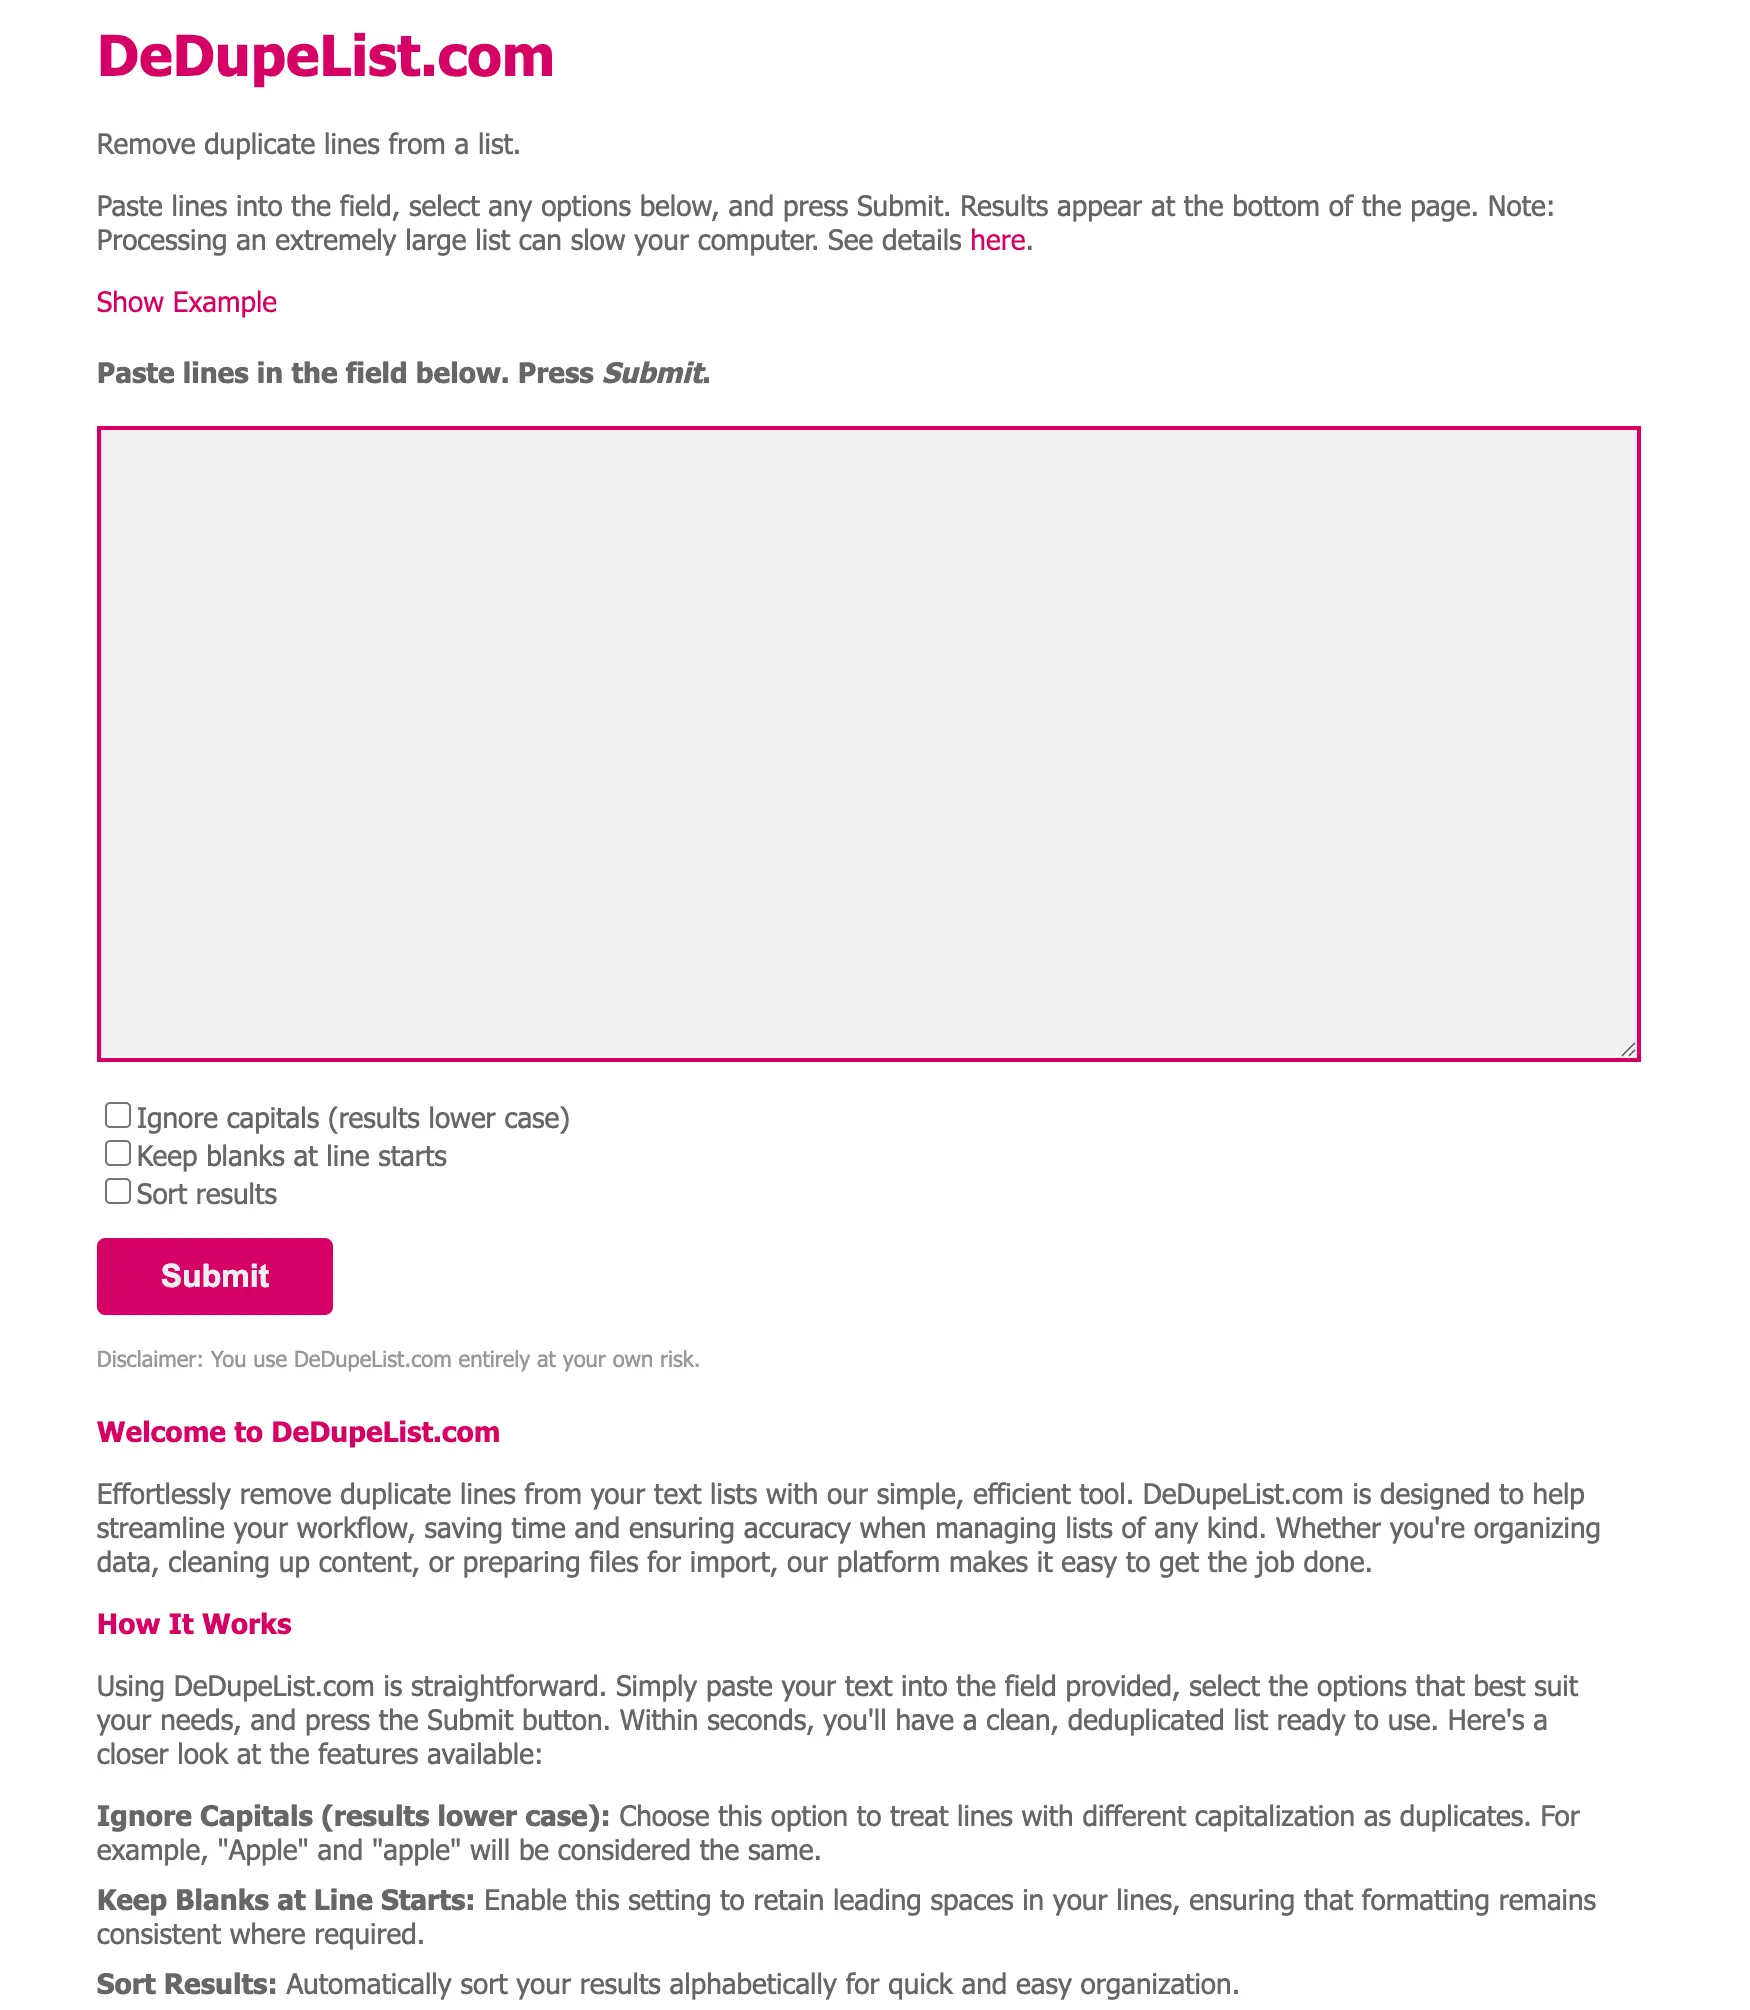 DeDupeList.com
Remove duplicate lines from a list.
Paste lines into the field, select any options below, and press Submit. Results appear at the bottom of the page. Note:
Processing an extremely large list can slow your computer. See details here.
Show Example
Paste lines in the field below. Press Submit.
Ignore capitals (results lower case)
Keep blanks at line starts
Sort results
Submit
Disclaimer: You use DeDupeList.com entirely at your own risk.
Welcome to DeDupeList.com
Effortlessly remove duplicate lines from your text lists with our simple, efficient tool. DeDupeList.com is designed to help
streamline your workflow, saving time and ensuring accuracy when managing lists of any kind. Whether you're organizing
data, cleaning up content, or preparing files for import, our platform makes it easy to get the job done.
How It Works
Using DeDupeList.com is straightforward. Simply paste your text into the field provided, select the options that best suit
your needs, and press the Submit button. Within seconds, you'll have a clean, deduplicated list ready to use. Here's a
closer look at the features available:
Ignore Capitals (results lower case): Choose this option to treat lines with different capitalization as duplicates. For
example, "Apple" and "apple" will be considered the same.
Keep Blanks at Line Starts: Enable this setting to retain leading spaces in your lines, ensuring that formatting remains
consistent where required.
Sort Results: Automatically sort your results alphabetically for quick and easy organization.